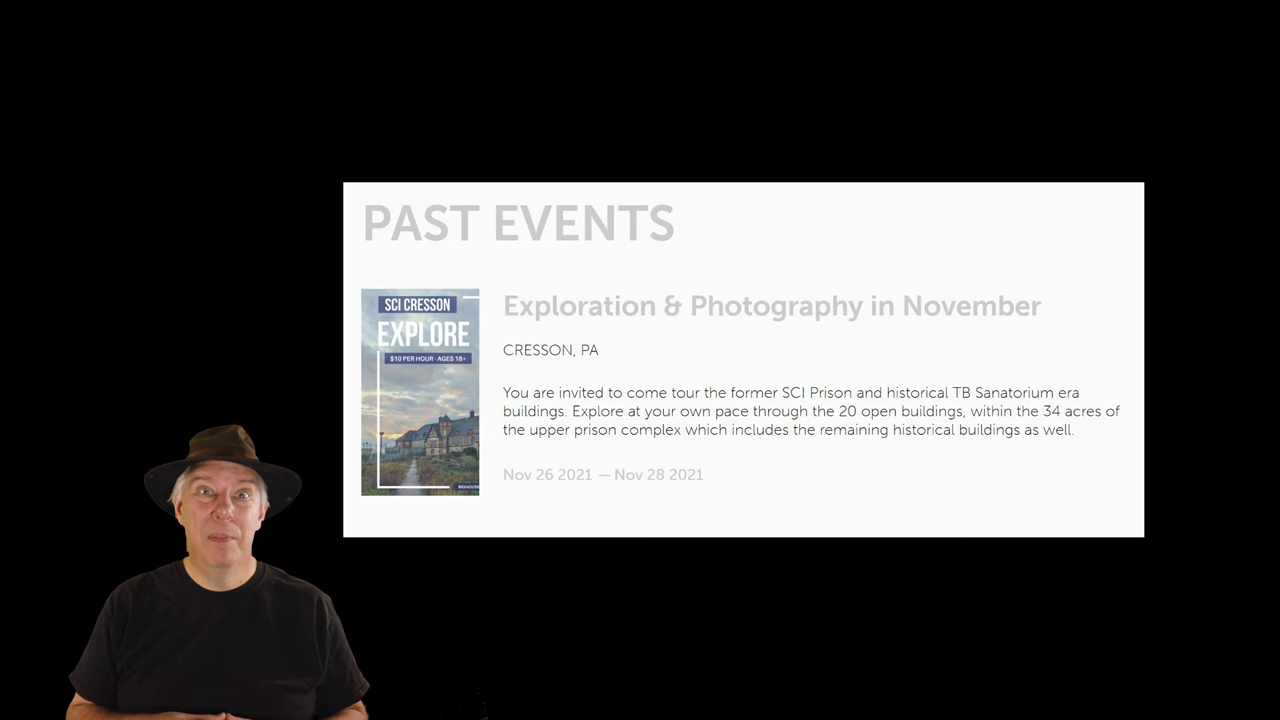 PAST EVENTS
SCI CRESSON
EXPLORE
$10 PER HOUR · AGES 18+
BIGHOUSE
Exploration & Photography in November
CRESSON, PA
You are invited to come tour the former SCI Prison and historical TB Sanatorium era
buildings. Explore at your own pace through the 20 open buildings, within the 34 acres of
the upper prison complex which includes the remaining historical buildings as well.
Nov 26 2021 — Nov 28 2021